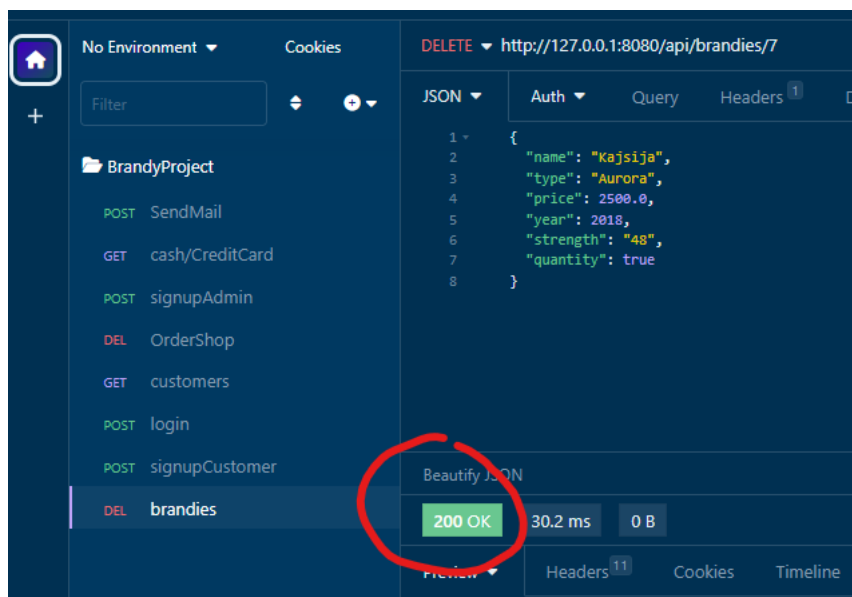 No Environment Cookies
DELETE http://127.0.0.1:8080/api/brandies/7
Filter
JSON Auth Query Headers 1 D
BrandyProject
POST SendMail
GET cash/CreditCard
POST signupAdmin
DEL OrderShop
GET customers
POST login
POST signupCustomer
DEL brandies
1 {
2 "name": "Kajsija",
3 "type": "Aurora",
4 "price": 2500.0,
5 "year": 2018,
6 "strength": "48",
7 "quantity": true
8 }
Beautify JSON
200 OK 30.2 ms 0 B
Preview Headers 11 Cookies Timeline